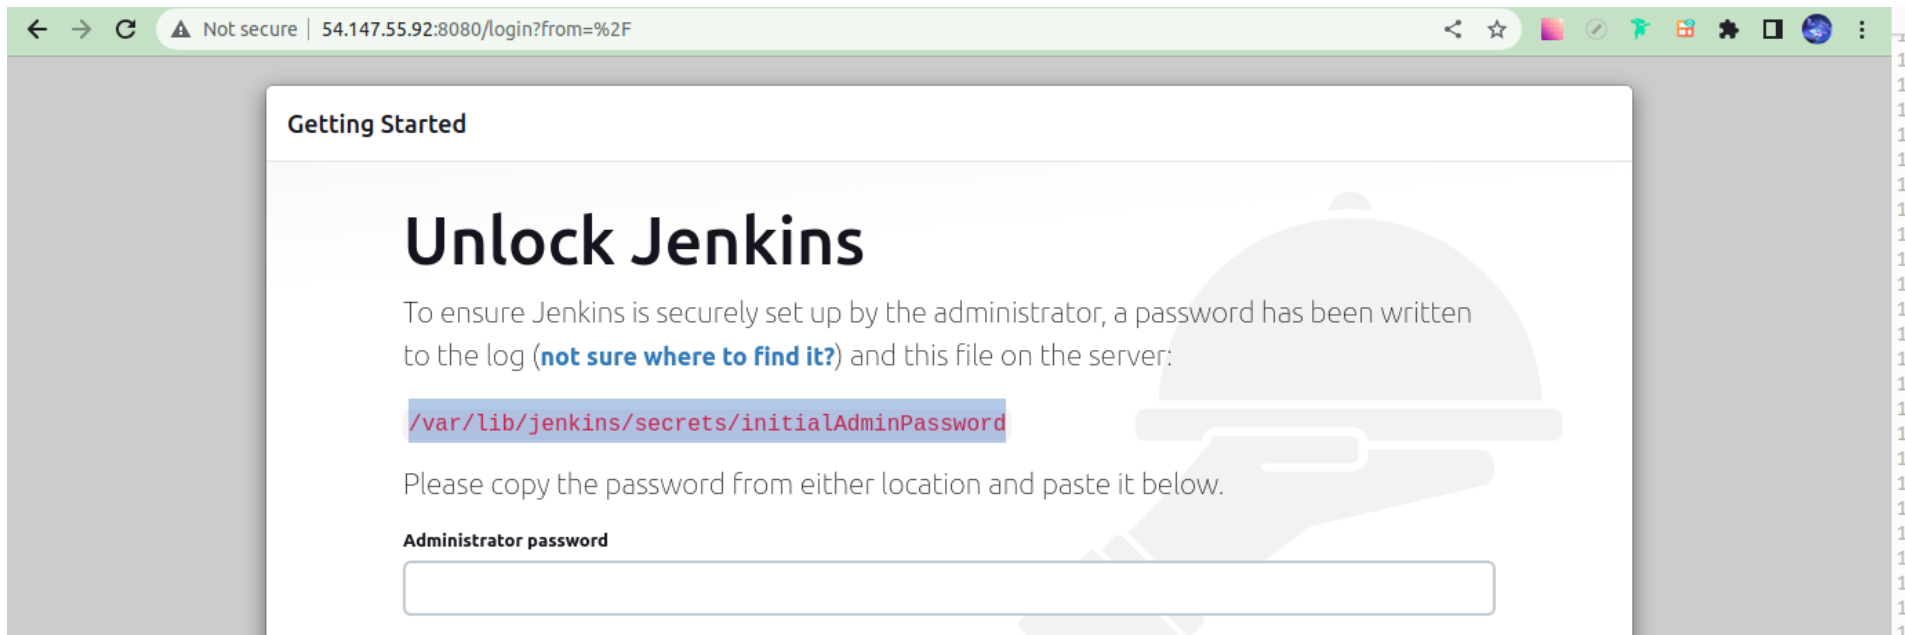 Not secure | 54.147.55.92:8080/login?from=%2F
Getting Started
Unlock Jenkins
To ensure Jenkins is securely set up by the administrator, a password has been written
to the log (not sure where to find it?) and this file on the server:
/var/lib/jenkins/secrets/initialAdminPassword
Please copy the password from either location and paste it below.
Administrator password